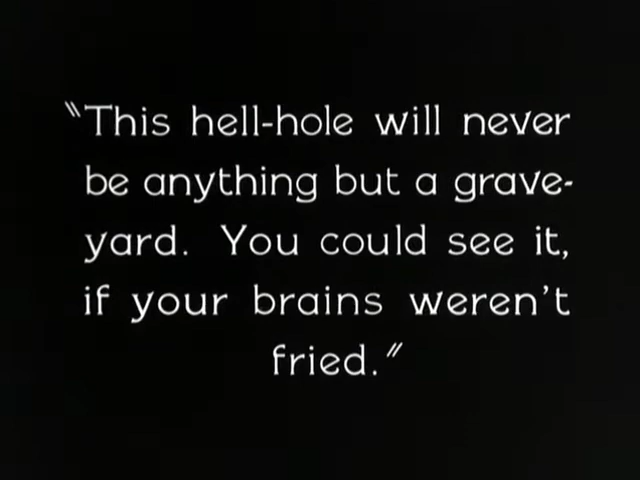 "This hell-hole will never
be anything but a grave-
yard. You could see it,
if your brains weren't
fried."